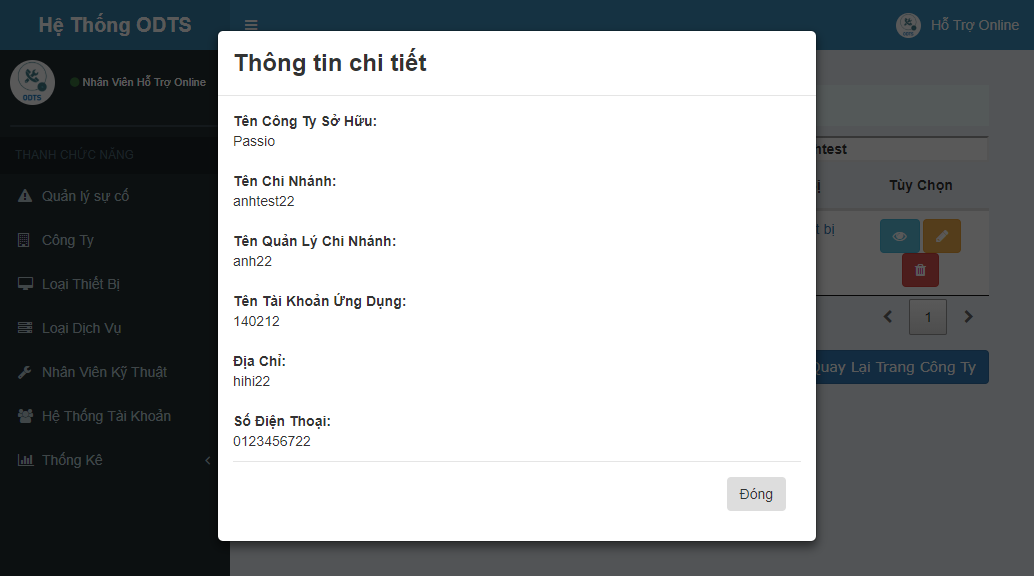 Hệ Thống ODTS
Hỗ Trợ Online
ODTS
Nhân Viên Hỗ Trợ Online
THANH CHỨC NĂNG
Quản lý sự cố
Công Ty
Loại Thiết Bị
Loại Dịch Vụ
Nhân Viên Kỹ Thuật
Hệ Thống Tài Khoản
Thống Kê
Thông tin chi tiết
Tên Công Ty Sở Hữu:
Passio
Tên Chi Nhánh:
anhtest22
Tên Quản Lý Chi Nhánh:
anh22
Tên Tài Khoản Ứng Dụng:
140212
Địa Chỉ:
hihi22
Số Điện Thoại:
0123456722
Đóng
Tùy Chọn
bị
1
Quay Lại Trang Công Ty